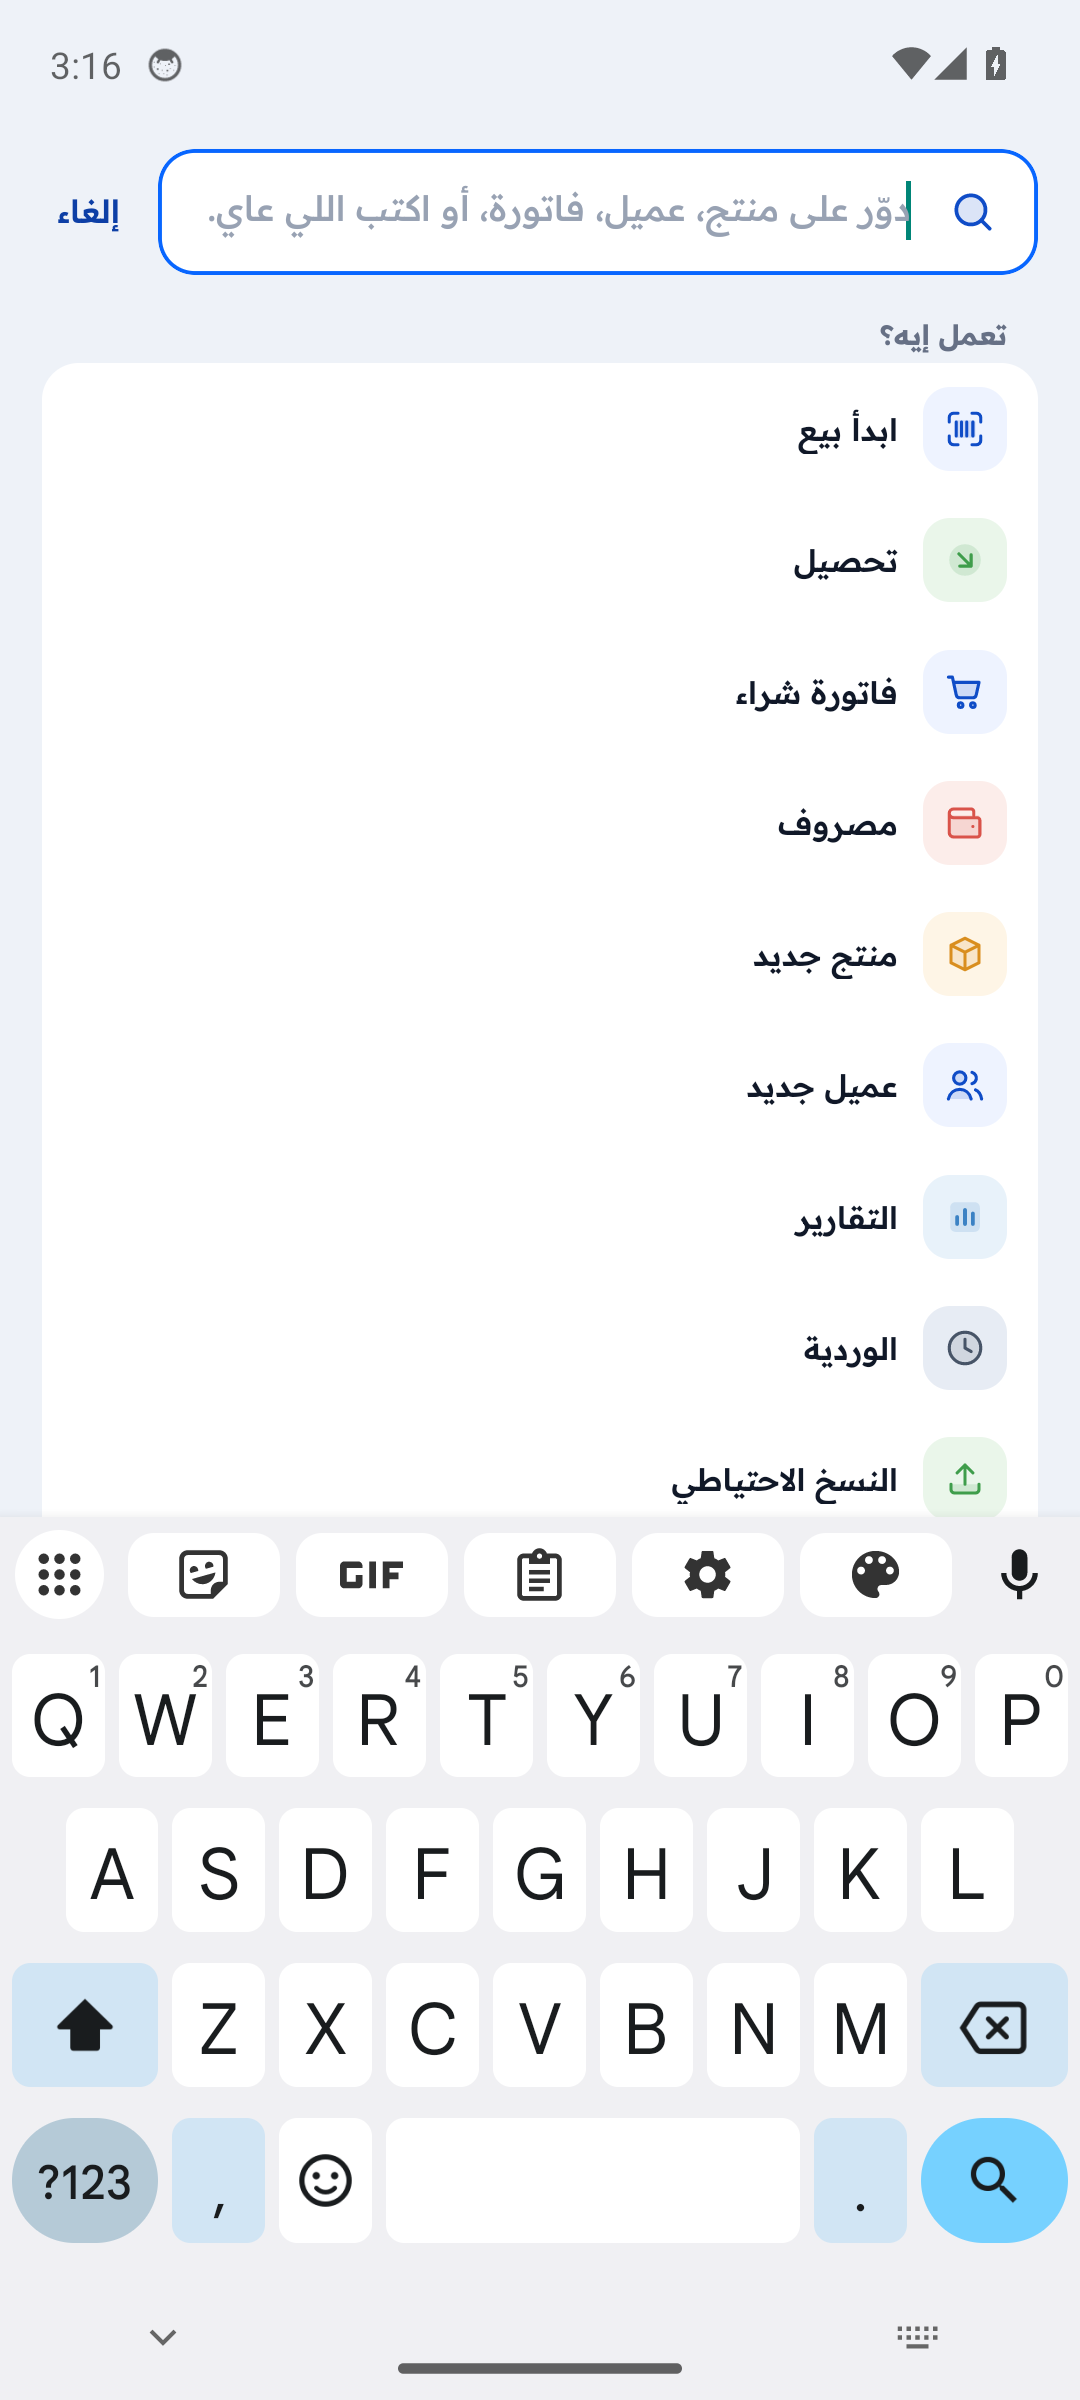 3:16
دوّر على منتج، عميل، فاتورة، أو اكتب اللي عاي.
إلغاء
تعمل إيه؟
ابدأ بيع
تحصيل
فاتورة شراء
مصروف
منتج جديد
عميل جديد
التقارير
الوردية
النسخ الاحتياطي
GIF
Q 1 W 2 E 3 R 4 T 5 Y 6 U 7 I 8 O 9 P 0
A S D F G H J K L
Z X C V B N M
?123 , .